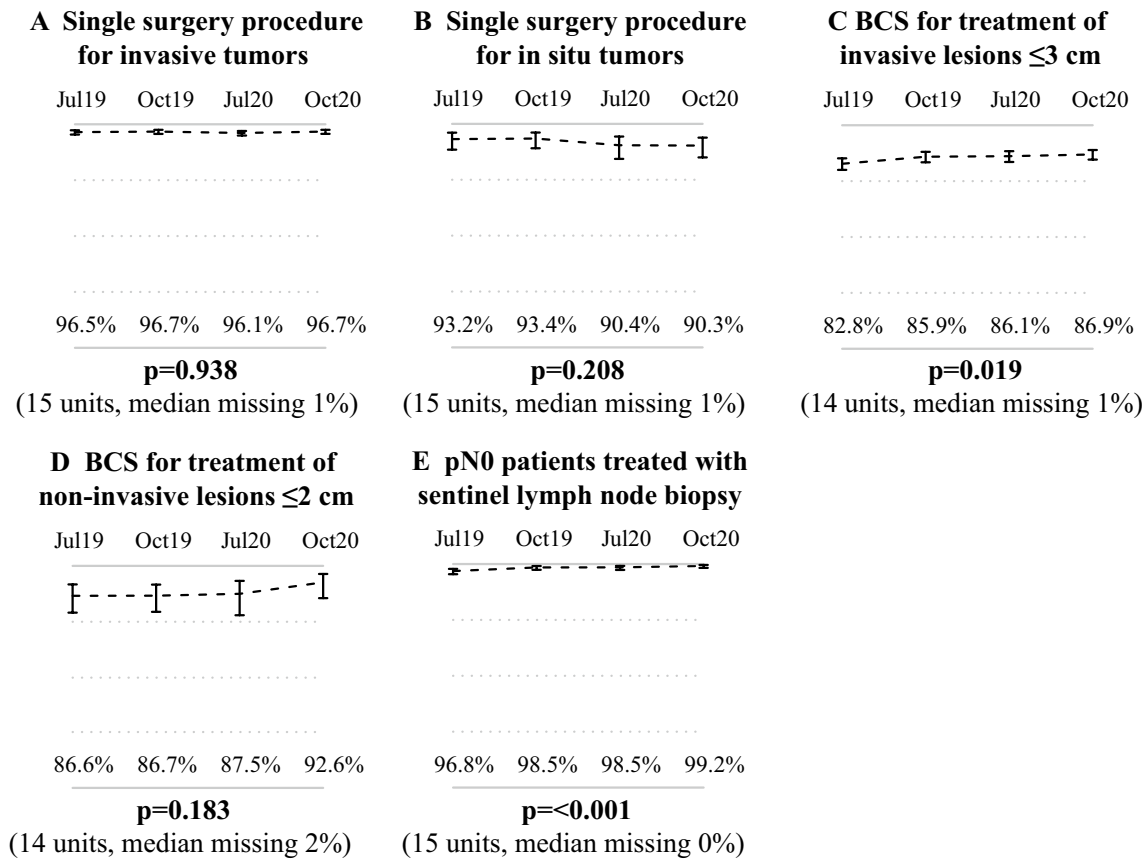 A Single surgery procedure
for invasive tumors
Jul19 Oct19 Jul20 Oct20
96.5% 96.7% 96.1% 96.7%
p=0.938
(15 units, median missing 1%)
B Single surgery procedure
for in situ tumors
Jul19 Oct19 Jul20 Oct20
93.2% 93.4% 90.4% 90.3%
p=0.208
(15 units, median missing 1%)
C BCS for treatment of
invasive lesions ≤3 cm
Jul19 Oct19 Jul20 Oct20
82.8% 85.9% 86.1% 86.9%
p=0.019
(14 units, median missing 1%)
D BCS for treatment of
non-invasive lesions ≤2 cm
Jul19 Oct19 Jul20 Oct20
86.6% 86.7% 87.5% 92.6%
p=0.183
(14 units, median missing 2%)
E pN0 patients treated with
sentinel lymph node biopsy
Jul19 Oct19 Jul20 Oct20
96.8% 98.5% 98.5% 99.2%
p=<0.001
(15 units, median missing 0%)